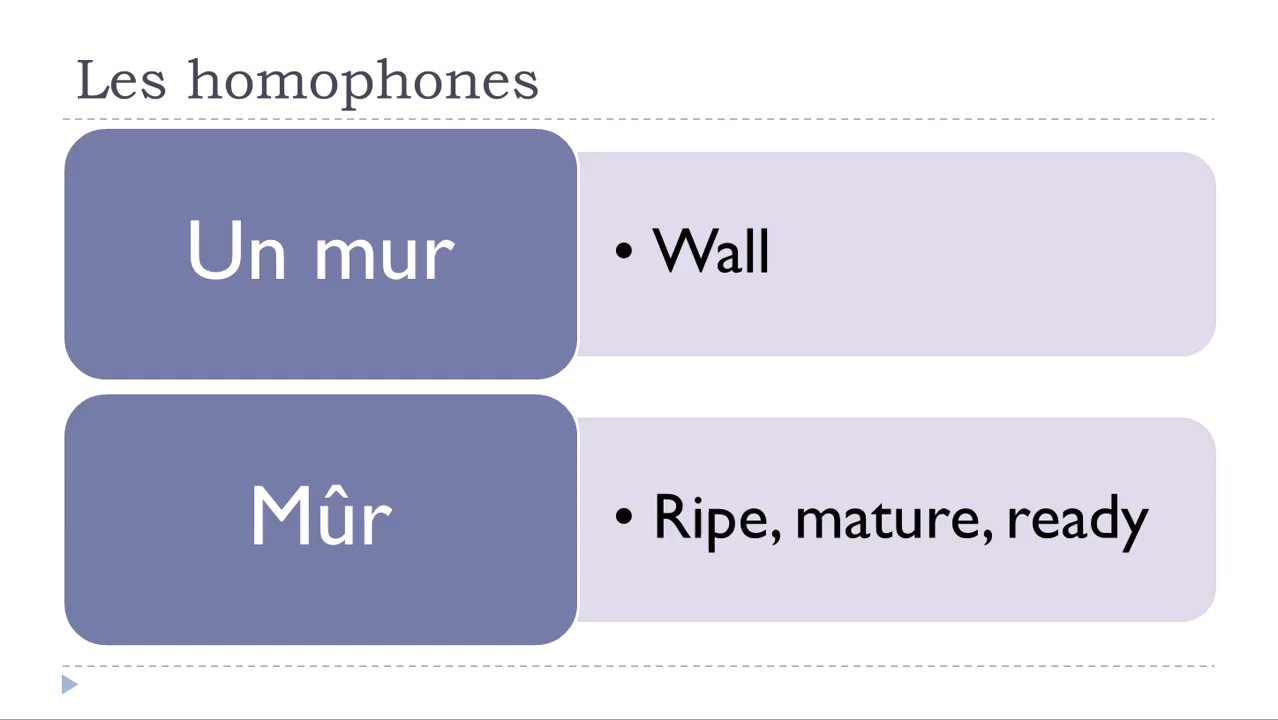 Les homophones
Un mur
• Wall
Mûr
• Ripe, mature, ready